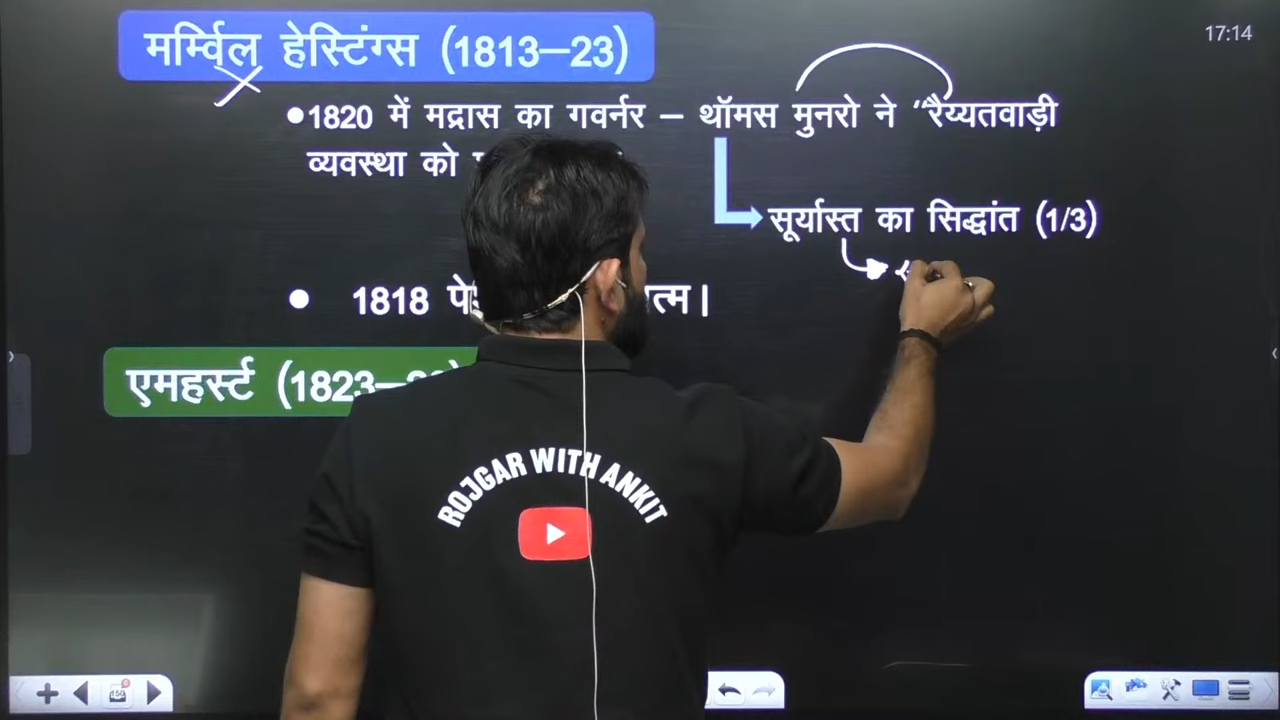 17:14
मर्म्विल हेस्टिंग्स (1813–23)
•1820 में मद्रास का गवर्नर – थॉमस मुनरो ने “रैय्यतवाड़ी
व्यवस्था को
सूर्यास्त का सिद्धांत (1/3)
• 1818
एमहर्स्ट (1823–
ROJGAR WITH ANKIT